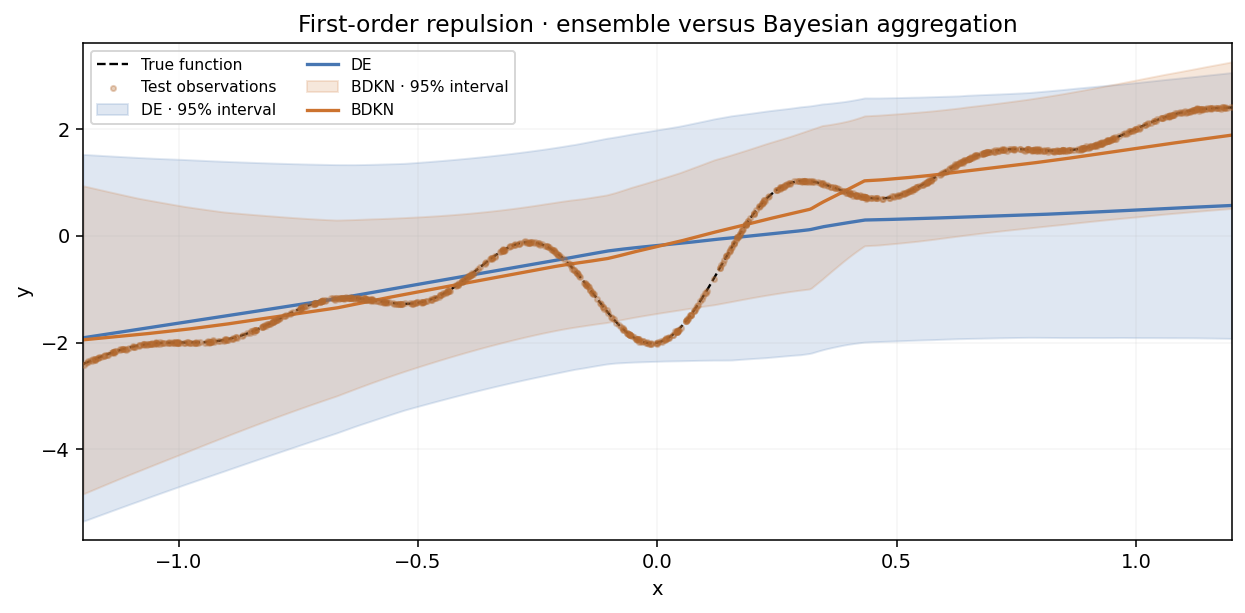 First-order repulsion · ensemble versus Bayesian aggregation
True function
Test observations
DE · 95% interval
DE
BDKN · 95% interval
BDKN
y
2
0
−2
−4
−1.0
−0.5
0.0
0.5
1.0
x